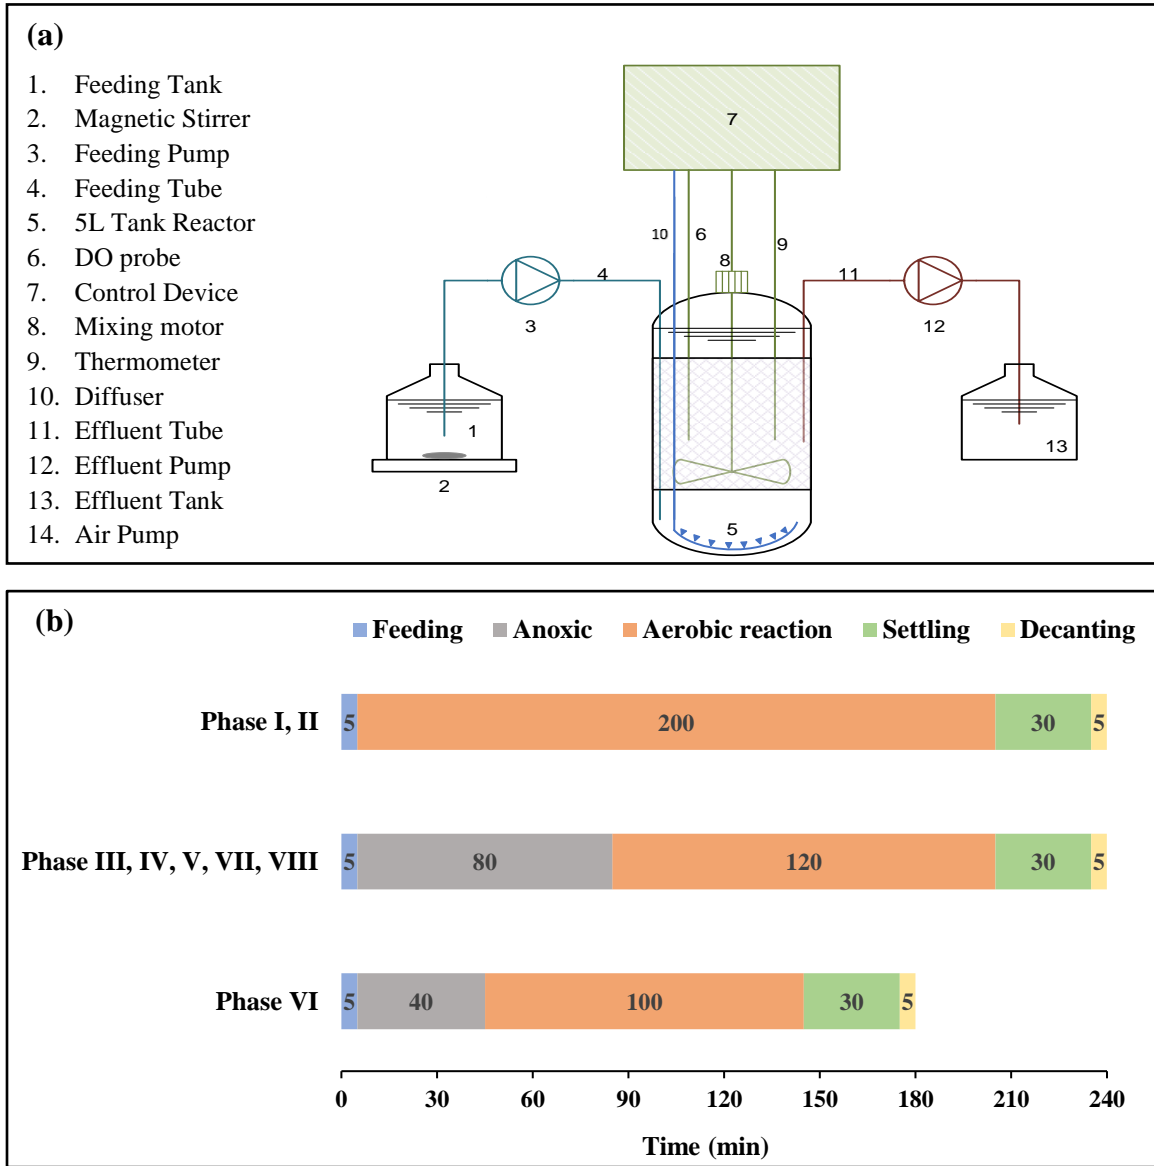 (a)
1. Feeding Tank
2. Magnetic Stirrer
3. Feeding Pump
4. Feeding Tube
5. 5L Tank Reactor
6. DO probe
7. Control Device
8. Mixing motor
9. Thermometer
10. Diffuser
11. Effluent Tube
12. Effluent Pump
13. Effluent Tank
14. Air Pump
7
10
6
9
8
4
11
3
12
1
13
2
5
(b)
Feeding Anoxic Aerobic reaction Settling Decanting
Phase I, II 5 200 30 5
Phase III, IV, V, VII, VIII 5 80 120 30 5
Phase VI 5 40 100 30 5
0 30 60 90 120 150 180 210 240
Time (min)